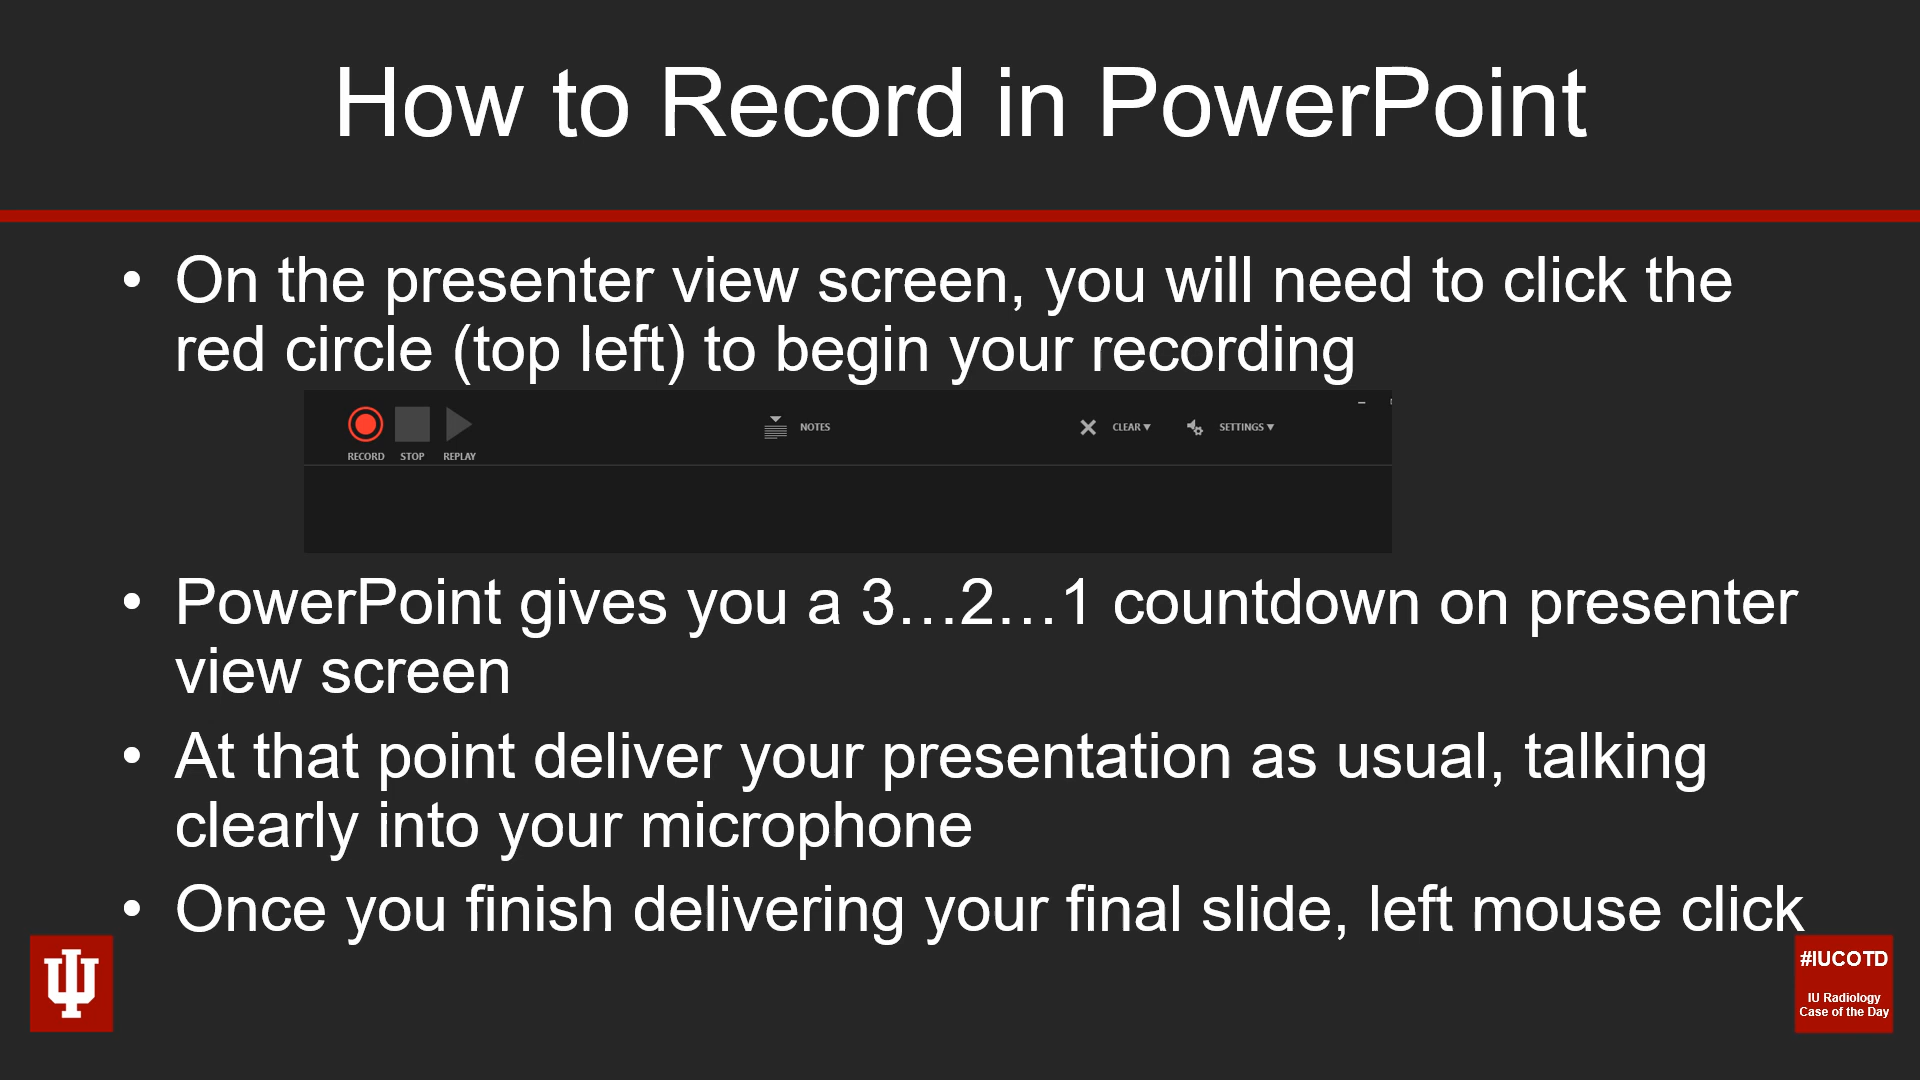 How to Record in PowerPoint
• On the presenter view screen, you will need to click the
red circle (top left) to begin your recording
RECORD STOP REPLAY NOTES CLEAR ▾ SETTINGS ▾
• PowerPoint gives you a 3…2…1 countdown on presenter
view screen
• At that point deliver your presentation as usual, talking
clearly into your microphone
• Once you finish delivering your final slide, left mouse click
#IUCOTD
IU Radiology
Case of the Day